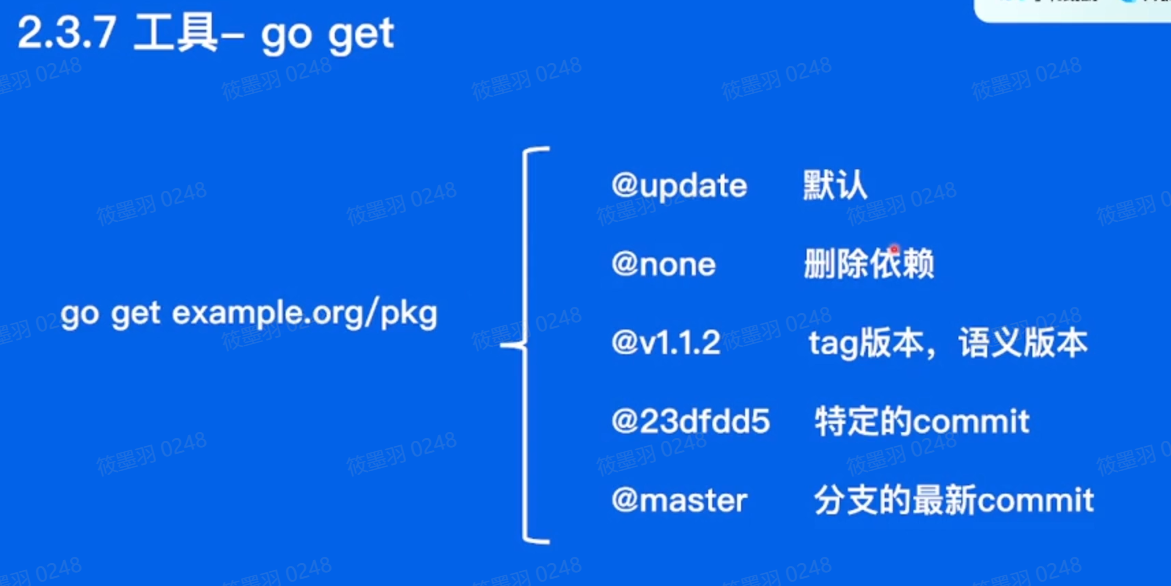 2.3.7 工具– go get
go get example.org/pkg
@update 默认
@none 删除依赖
@v1.1.2 tag版本，语义版本
@23dfdd5 特定的commit
@master 分支的最新commit
筱墨羽 0248